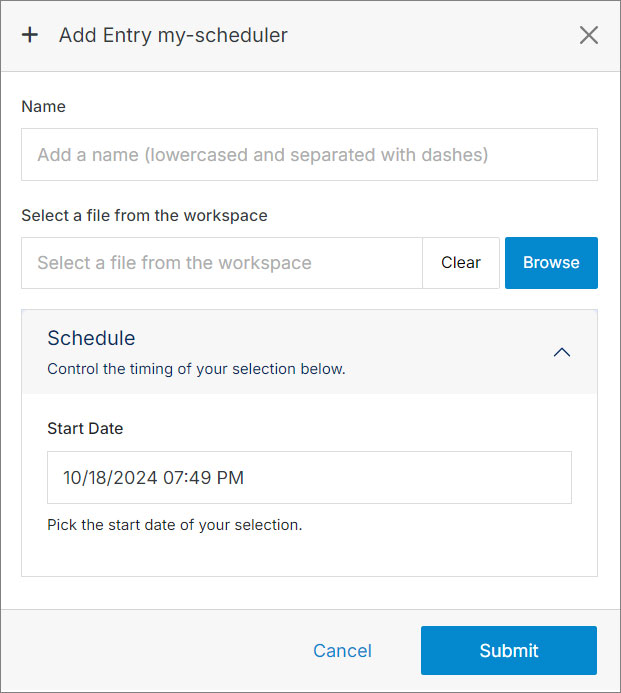 Add Entry my-scheduler
Name
Add a name (lowercased and separated with dashes)
Select a file from the workspace
Select a file from the workspace
Clear
Browse
Schedule
Control the timing of your selection below.
Start Date
10/18/2024 07:49 PM
Pick the start date of your selection.
Cancel
Submit